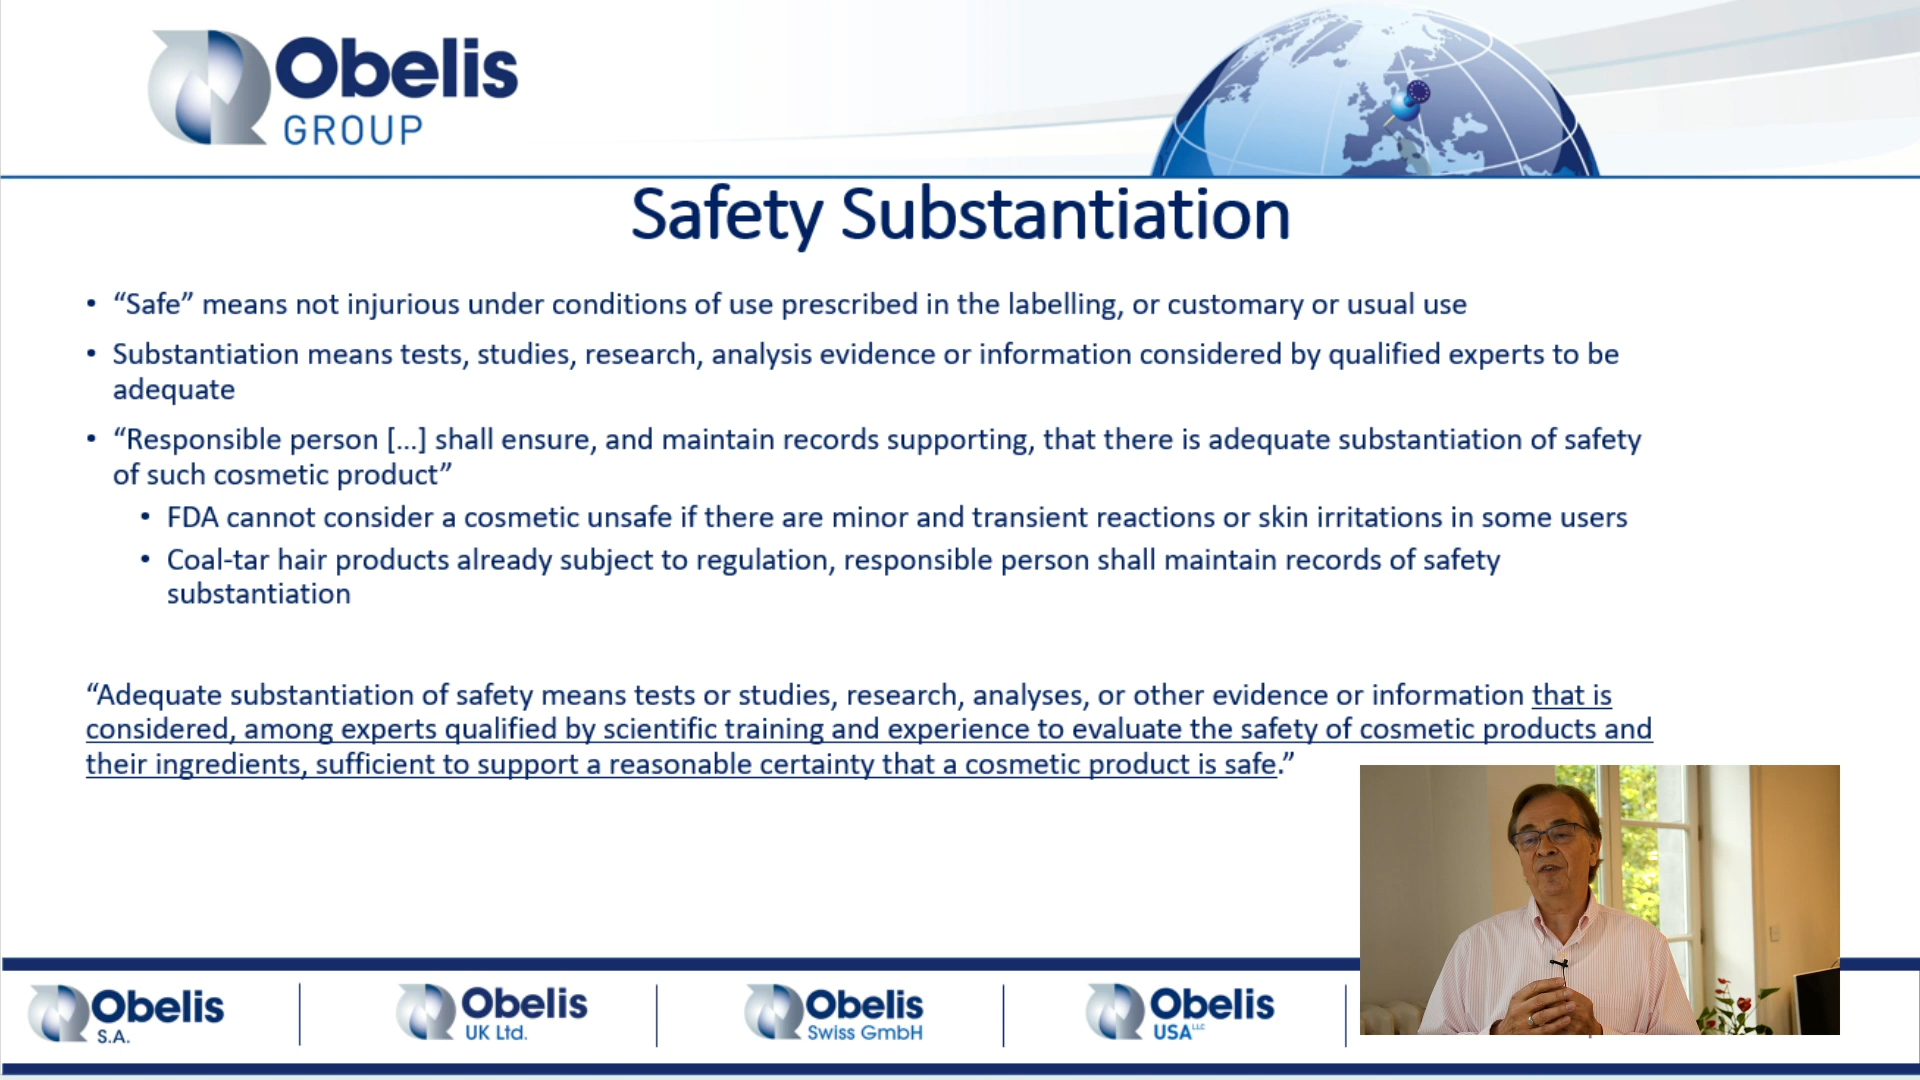 Obelis
GROUP
Safety Substantiation
• “Safe” means not injurious under conditions of use prescribed in the labelling, or customary or usual use
• Substantiation means tests, studies, research, analysis evidence or information considered by qualified experts to be
adequate
• “Responsible person [...] shall ensure, and maintain records supporting, that there is adequate substantiation of safety
of such cosmetic product”
• FDA cannot consider a cosmetic unsafe if there are minor and transient reactions or skin irritations in some users
• Coal-tar hair products already subject to regulation, responsible person shall maintain records of safety
substantiation
“Adequate substantiation of safety means tests or studies, research, analyses, or other evidence or information that is
considered, among experts qualified by scientific training and experience to evaluate the safety of cosmetic products and
their ingredients, sufficient to support a reasonable certainty that a cosmetic product is safe.”
Obelis
S.A.
Obelis
UK Ltd.
Obelis
Swiss GmbH
Obelis
USA LLC